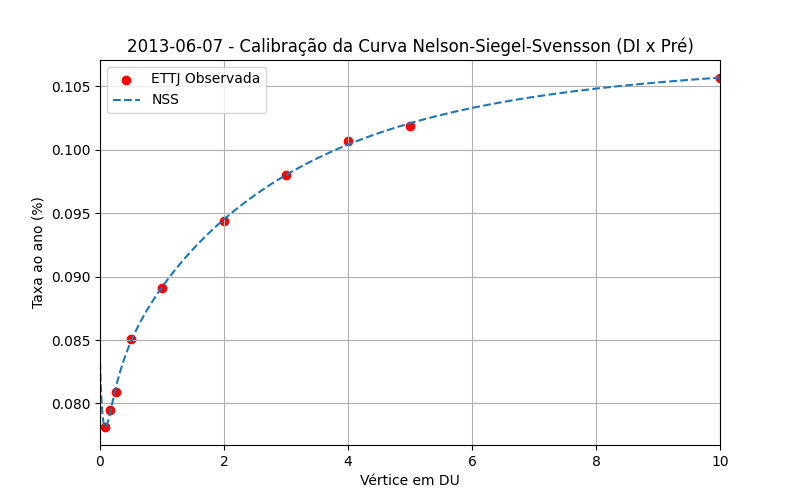 2013-06-07 - Calibração da Curva Nelson-Siegel-Svensson (DI x Pré)
ETTJ Observada
NSS
Taxa ao ano (%)
0.105
0.100
0.095
0.090
0.085
0.080
0 2 4 6 8 10
Vértice em DU